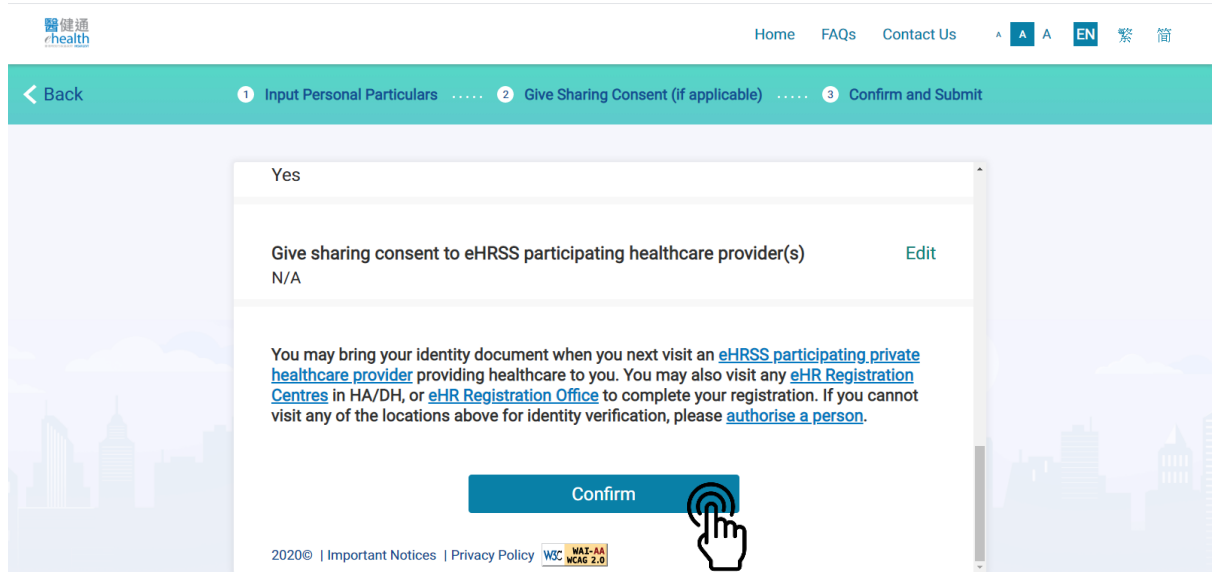 醫健通
ehealth
Home FAQs Contact Us A A A EN 繁 简
Back 1 Input Personal Particulars ..... 2 Give Sharing Consent (if applicable) ..... 3 Confirm and Submit
Yes
Give sharing consent to eHRSS participating healthcare provider(s) Edit
N/A
You may bring your identity document when you next visit an eHRSS participating private
healthcare provider providing healthcare to you. You may also visit any eHR Registration
Centres in HA/DH, or eHR Registration Office to complete your registration. If you cannot
visit any of the locations above for identity verification, please authorise a person.
Confirm
2020© | Important Notices | Privacy Policy W3C WAI-AA WCAG 2.0